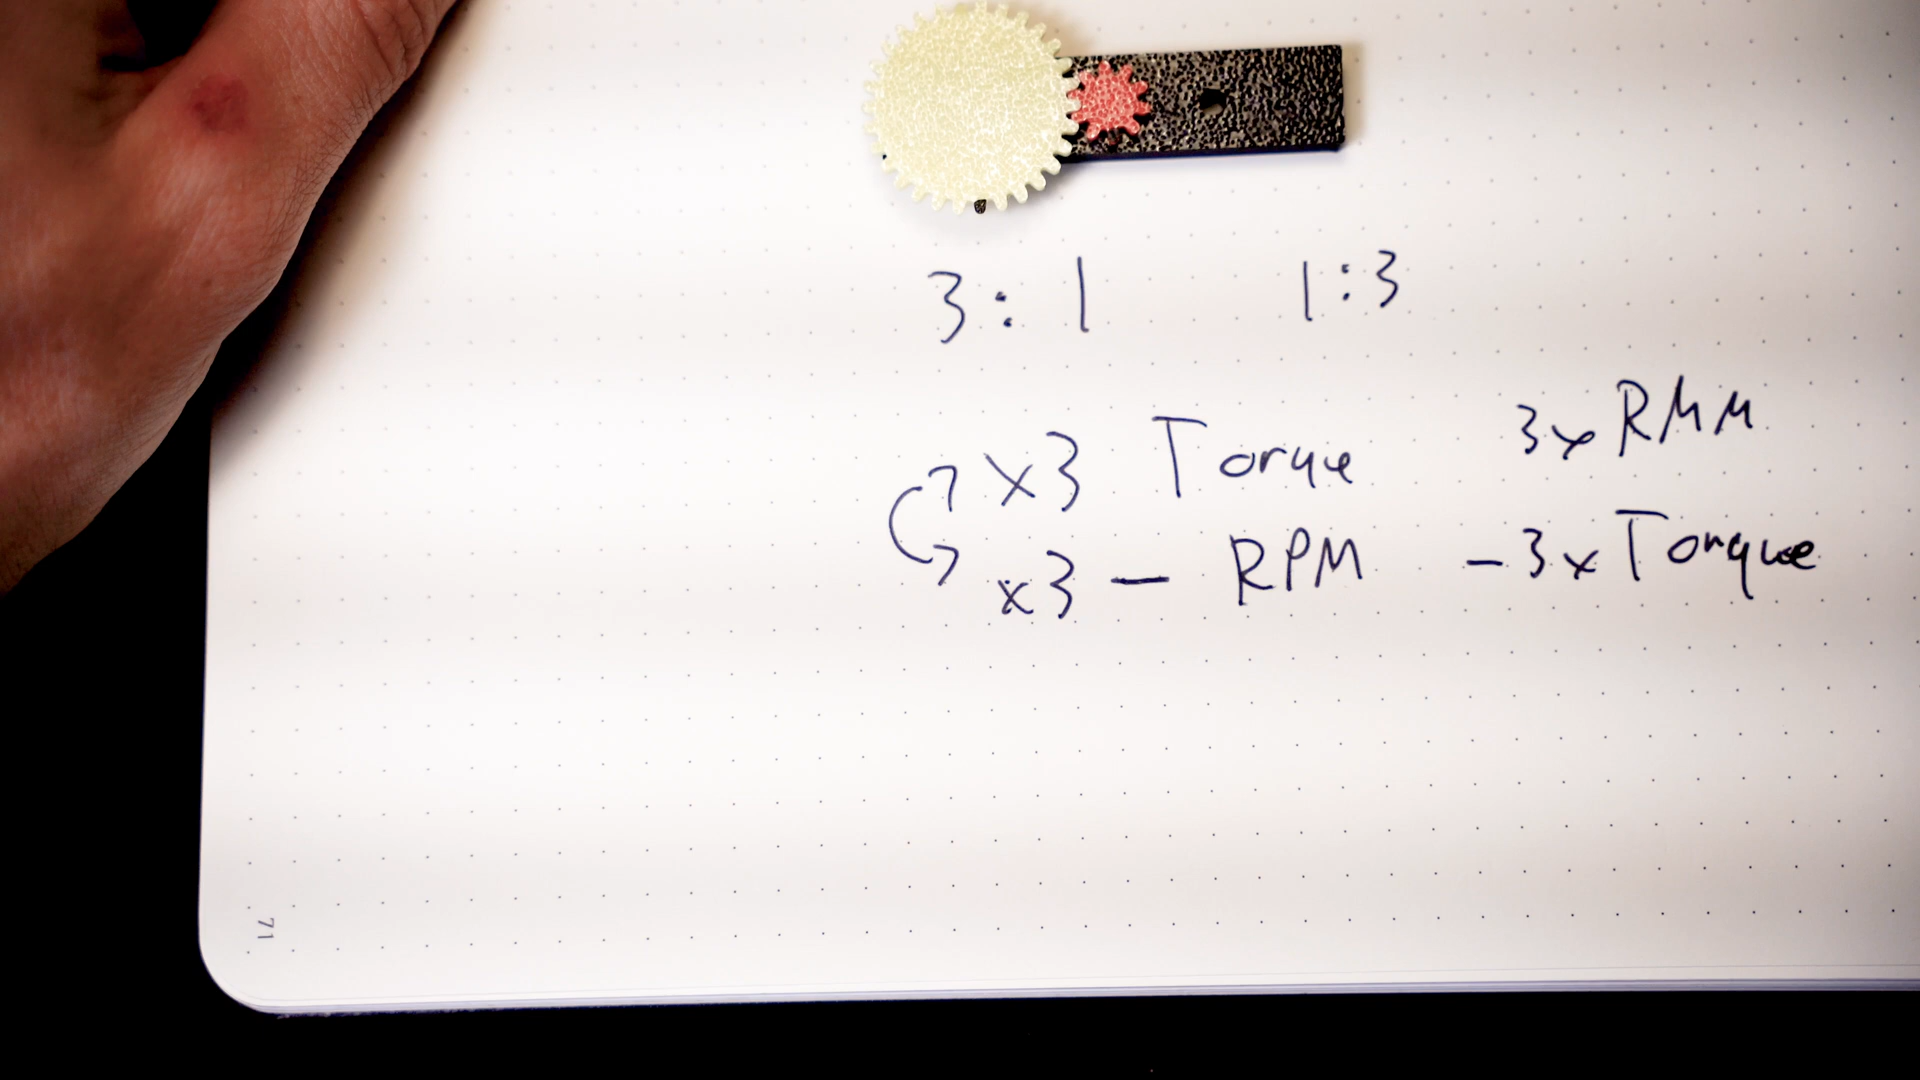 3:1 1:3
x3 Torque 3x RMM
x3 — RPM -3x Torque
71